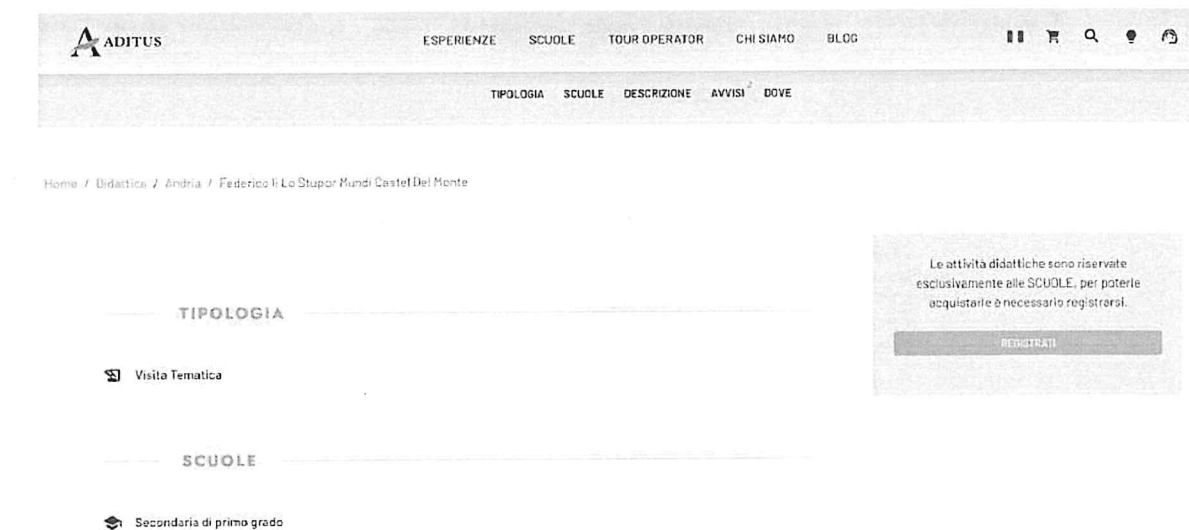 ADITUS
ESPERIENZE SCUOLE TOUR OPERATOR CHI SIAMO BLOG
TIPOLOGIA SCUOLE DESCRIZIONE AVVISI DOVE
Home / Didattica / Andria / Federico Ii Lo Stupor Mundi Castel Del Monte
Le attività didattiche sono riservate
esclusivamente alle SCUOLE, per poterle
acquistarle è necessario registrarsi.
REGISTRATI
TIPOLOGIA
Visita Tematica
SCUOLE
Secondaria di primo grado